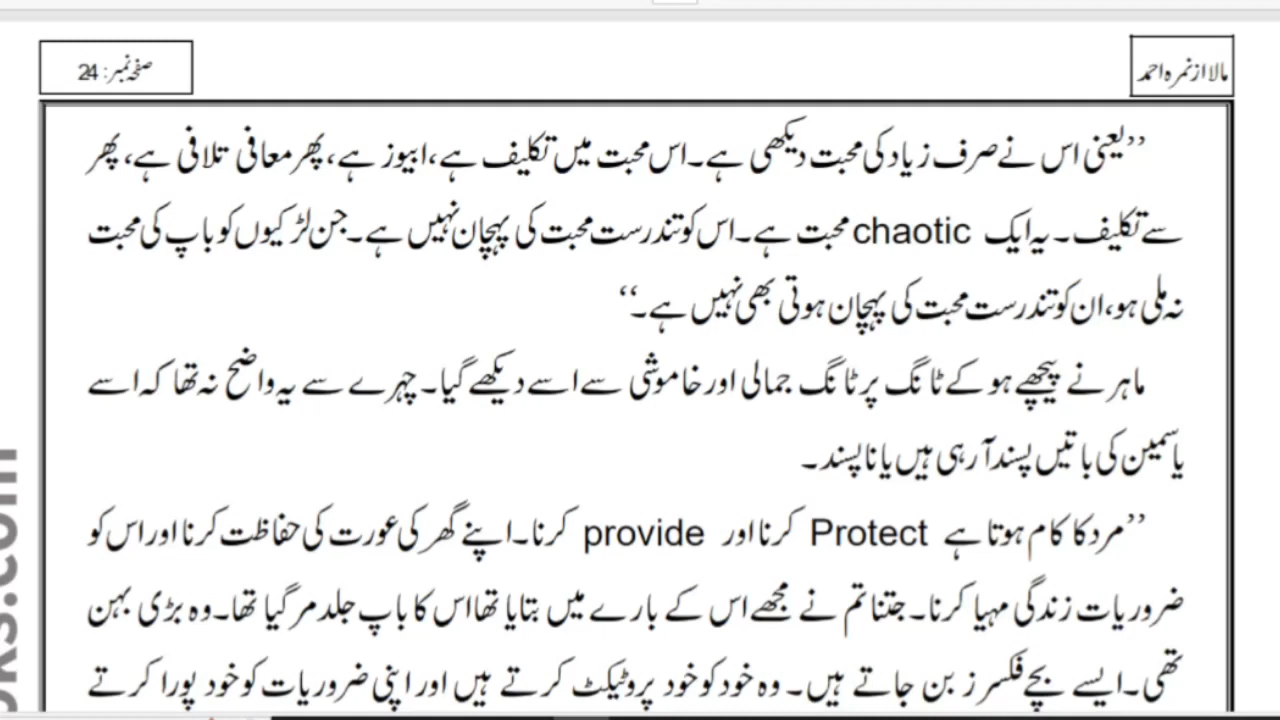 مالا از نمرہ احمد
صفحہ نمبر: 24
’’یعنی اس نے صرف زیاد کی محبت دیکھی ہے۔ اس محبت میں تکلیف ہے، ابیوز ہے، پھر معافی تلافی ہے، پھر
سے تکلیف۔ یہ ایک chaotic محبت ہے۔ اس کو تندرست محبت کی پہچان نہیں ہے۔ جن لڑکیوں کو باپ کی محبت
نہ ملی ہو، ان کو تندرست محبت کی پہچان ہوتی بھی نہیں ہے۔‘‘
ماہر نے پیچھے ہو کے ٹانگ پر ٹانگ جمالی اور خاموشی سے اسے دیکھے گیا۔ چہرے سے یہ واضح نہ تھا کہ اسے
یاسمین کی باتیں پسند آ رہی ہیں یا ناپسند۔
’’مرد کا کام ہوتا ہے Protect کرنا اور provide کرنا۔ اپنے گھر کی عورت کی حفاظت کرنا اور اس کو
ضروریات زندگی مہیا کرنا۔ جتنا تم نے مجھے اس کے بارے میں بتایا تھا اس کا باپ جلد مر گیا تھا۔ وہ بڑی بہن
تھی۔ ایسے بچے فکسرز بن جاتے ہیں۔ وہ خود کو خود پروٹیکٹ کرتے ہیں اور اپنی ضروریات کو خود پورا کرتے
oks.com